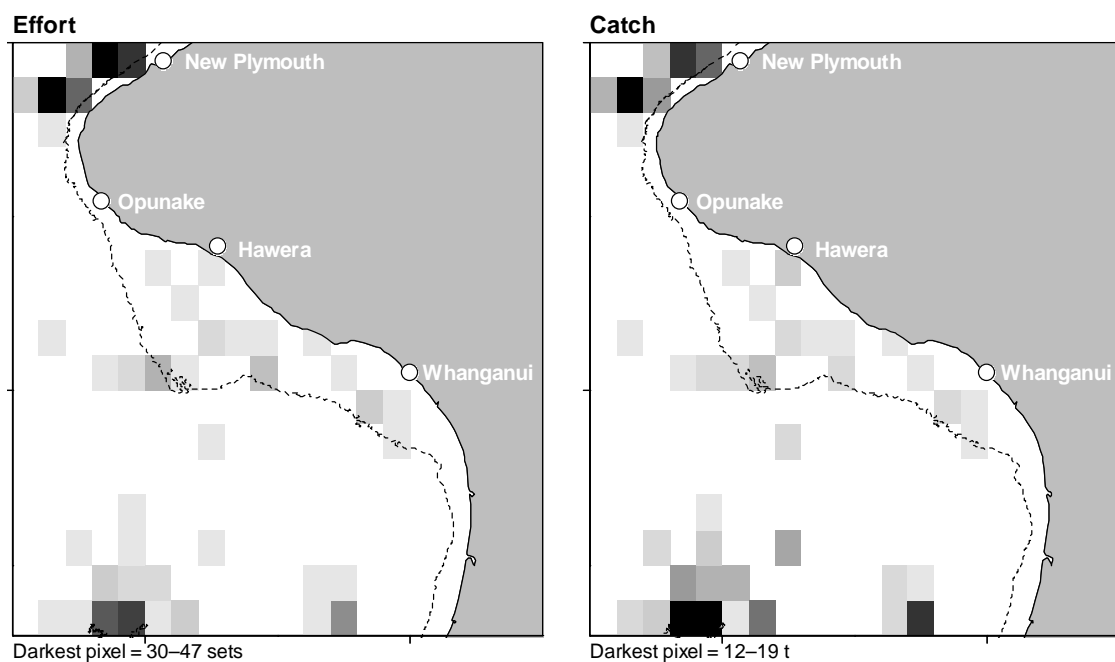 Effort
New Plymouth
Opunake
Hawera
Whanganui
Darkest pixel = 30–47 sets
Catch
New Plymouth
Opunake
Hawera
Whanganui
Darkest pixel = 12–19 t